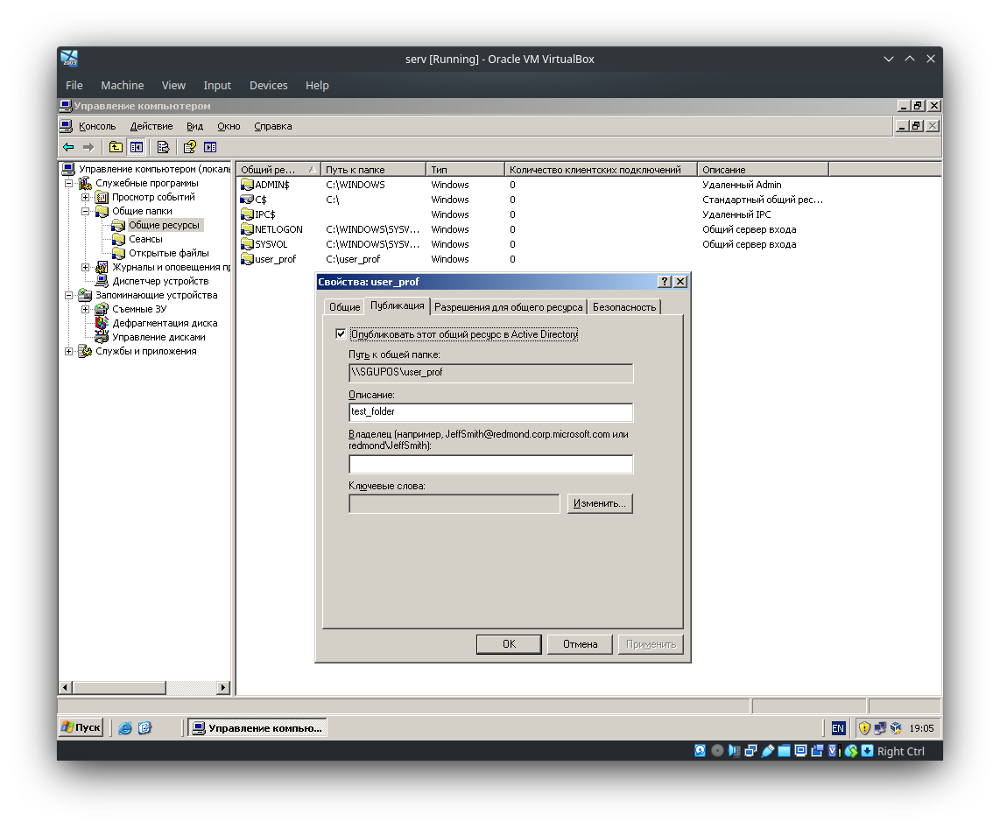 serv [Running] - Oracle VM VirtualBox
File Machine View Input Devices Help
Управление компьютером
Консоль Действие Вид Окно Справка
Управление компьютером (локаль
Служебные программы
Просмотр событий
Общие папки
Общие ресурсы
Сеансы
Открытые файлы
Журналы и оповещения пр
Диспетчер устройств
Запоминающие устройства
Съемные ЗУ
Дефрагментация диска
Управление дисками
Службы и приложения
Общий ре... Путь к папке Тип Количество клиентских подключений Описание
ADMIN$ C:\WINDOWS Windows 0 Удаленный Admin
C$ C:\ Windows 0 Стандартный общий рес...
IPC$ Windows 0 Удаленный IPC
NETLOGON C:\WINDOWS\SYSV... Windows 0 Общий сервер входа
SYSVOL C:\WINDOWS\SYSV... Windows 0 Общий сервер входа
user_prof C:\user_prof Windows 0
Свойства: user_prof
Общие Публикация Разрешения для общего ресурса Безопасность
Опубликовать этот общий ресурс в Active Directory
Путь к общей папке:
\\SGUPOS\user_prof
Описание:
test_folder
Владелец (например, JeffSmith@redmond.corp.microsoft.com или
redmond\JeffSmith):
Ключевые слова:
Изменить...
OK Отмена Применить
Пуск Управление компью... EN 19:05
Right Ctrl